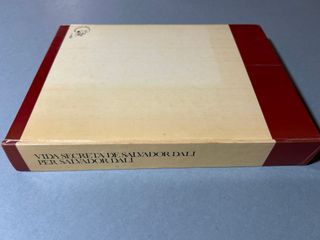 VIDA SECRETA DE SALVADOR DALI
PER SALVADOR DALI